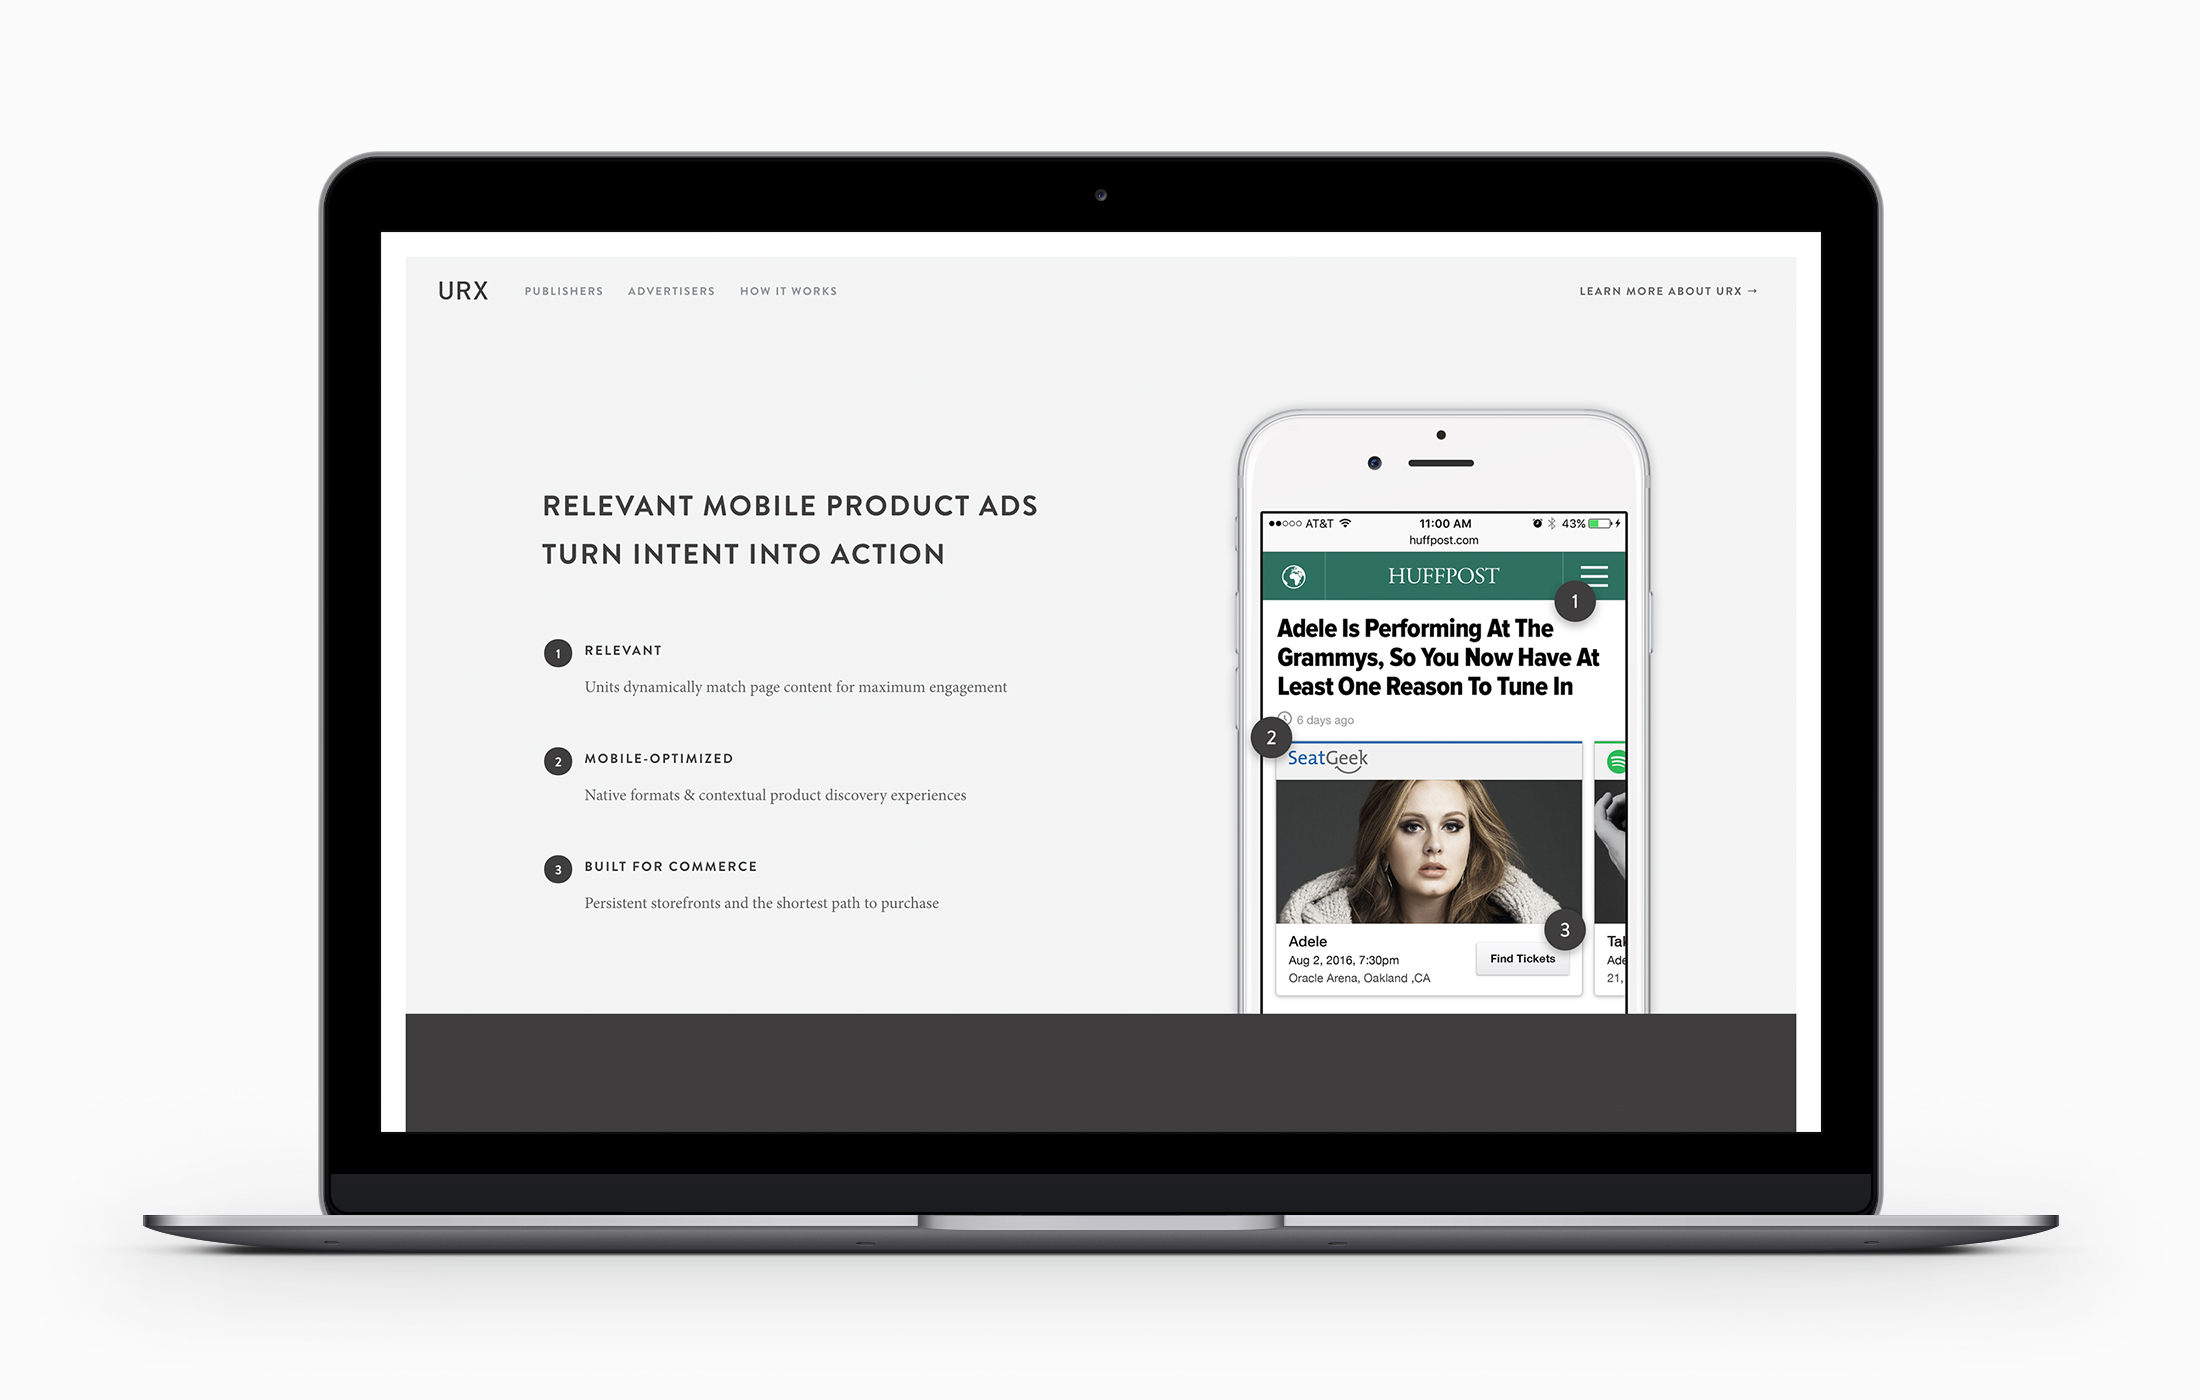 URX
PUBLISHERS
ADVERTISERS
HOW IT WORKS
LEARN MORE ABOUT URX →
RELEVANT MOBILE PRODUCT ADS
TURN INTENT INTO ACTION
1 RELEVANT
Units dynamically match page content for maximum engagement
2 MOBILE-OPTIMIZED
Native formats & contextual product discovery experiences
3 BUILT FOR COMMERCE
Persistent storefronts and the shortest path to purchase
AT&T 11:00 AM 43%
huffpost.com
HUFFPOST
1
Adele Is Performing At The
Grammys, So You Now Have At
Least One Reason To Tune In
6 days ago
2
SeatGeek
3
Adele
Aug 2, 2016, 7:30pm
Oracle Arena, Oakland ,CA
Find Tickets
21,